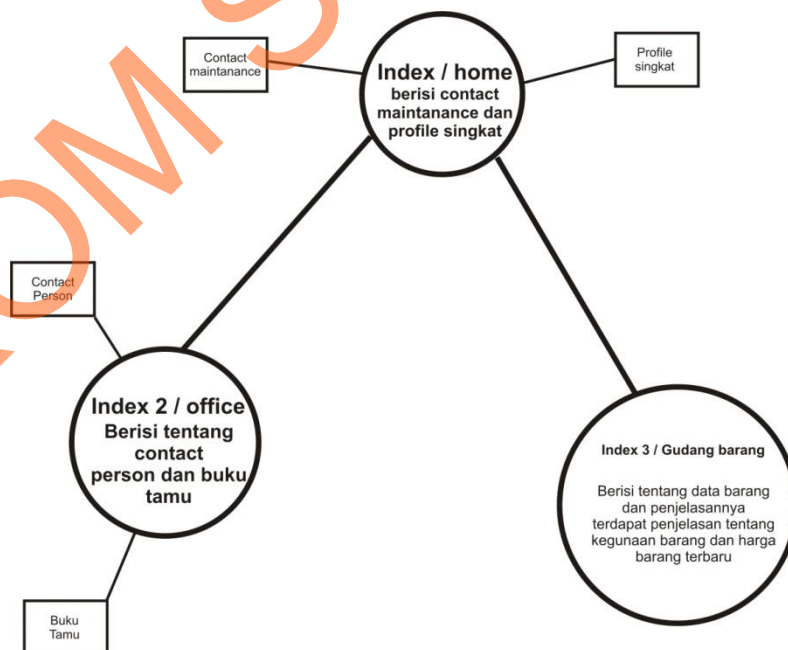 Contact
maintanance
Index / home
berisi contact
maintanance dan
profile singkat
Profile
singkat
Contact
Person
Index 2 / office
Berisi tentang
contact
person dan buku
tamu
Index 3 / Gudang barang
Berisi tentang data barang
dan penjelasannya
terdapat penjelasan tentang
kegunaan barang dan harga
barang terbaru
Buku
Tamu
OM S